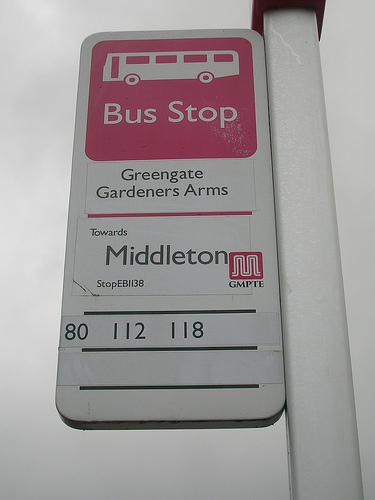 Bus Stop
Greengate
Gardeners Arms
Towards
Middleton
GMPTE
StopEB1138
80 112 118